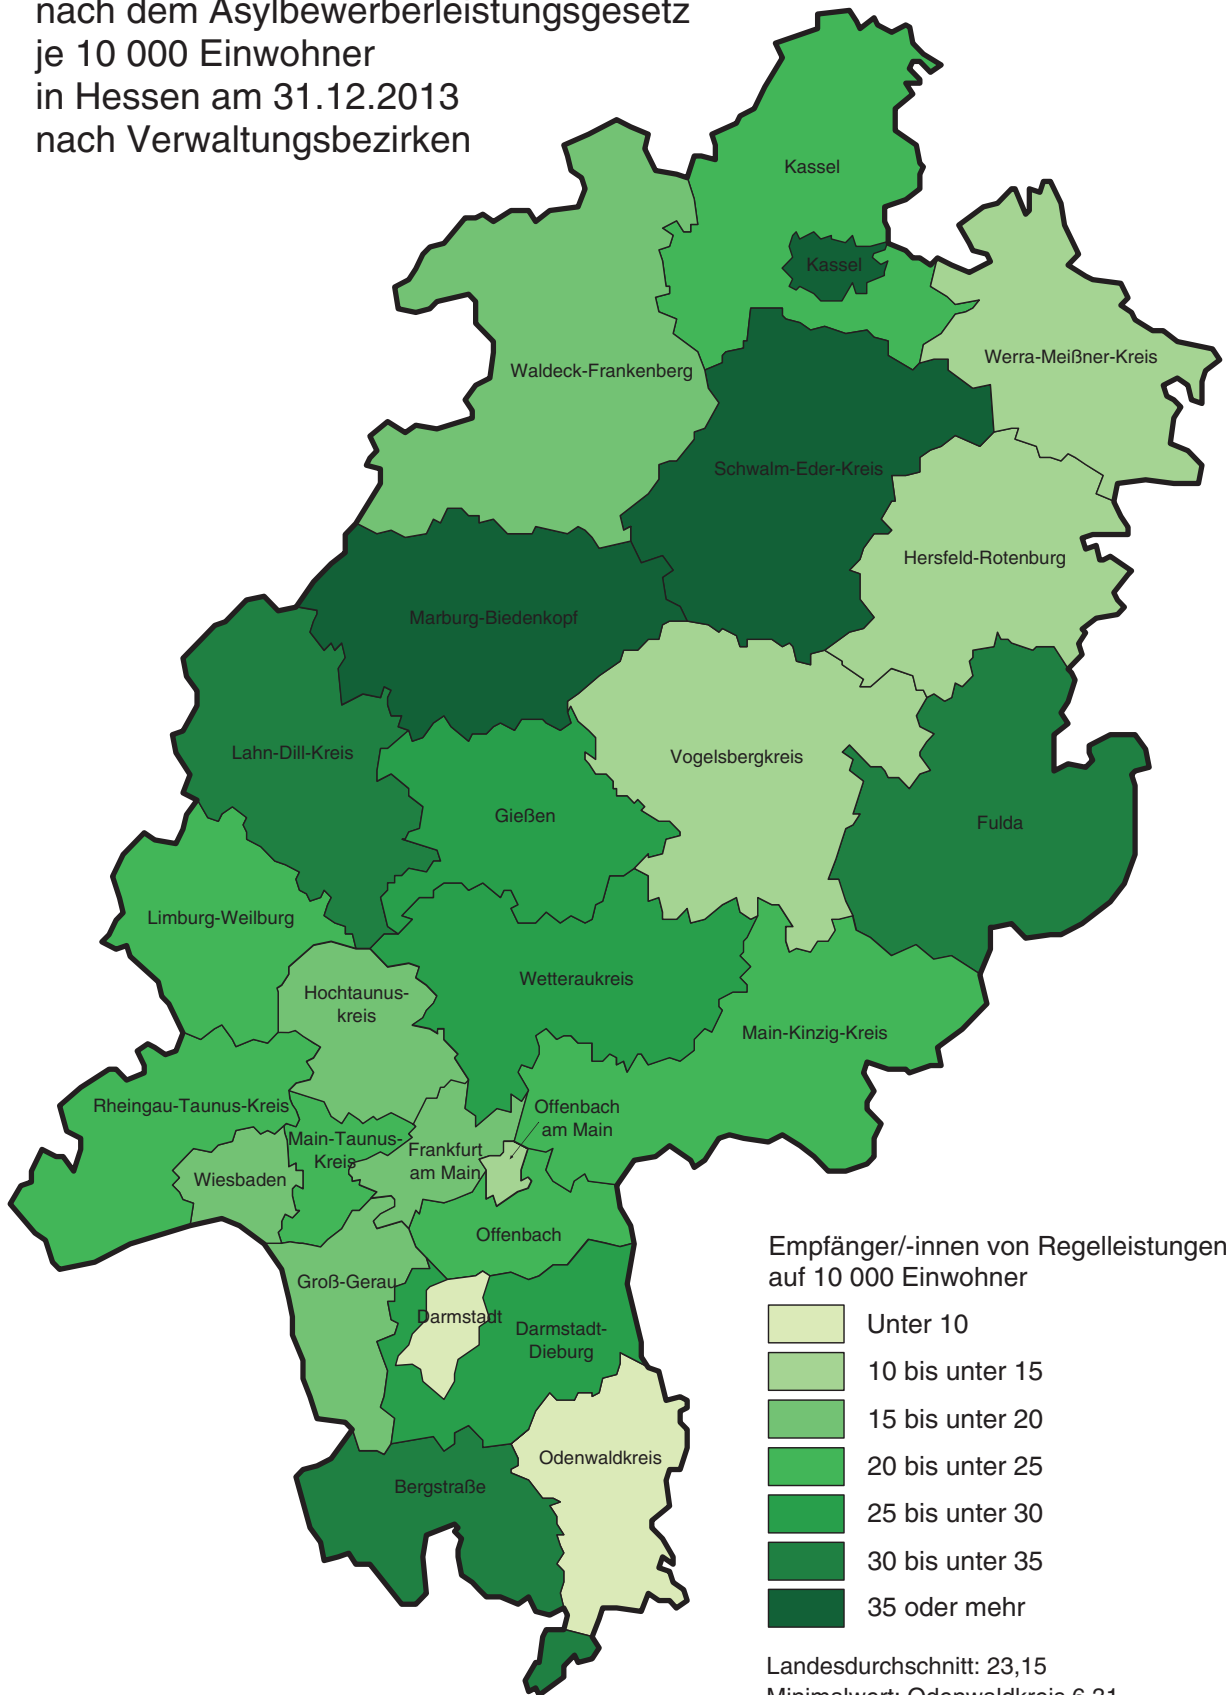 nach dem Asylbewerberleistungsgesetz
je 10 000 Einwohner
in Hessen am 31.12.2013
nach Verwaltungsbezirken
Kassel
Kassel
Werra-Meißner-Kreis
Waldeck-Frankenberg
Schwalm-Eder-Kreis
Hersfeld-Rotenburg
Marburg-Biedenkopf
Lahn-Dill-Kreis
Vogelsbergkreis
Gießen
Fulda
Limburg-Weilburg
Wetteraukreis
Hochtaunus-
kreis
Main-Kinzig-Kreis
Rheingau-Taunus-Kreis
Offenbach
am Main
Main-Taunus-
Kreis
Frankfurt
am Main
Wiesbaden
Offenbach
Groß-Gerau
Darmstadt
Darmstadt-
Dieburg
Odenwaldkreis
Bergstraße
Empfänger/-innen von Regelleistungen
auf 10 000 Einwohner
Unter 10
10 bis unter 15
15 bis unter 20
20 bis unter 25
25 bis unter 30
30 bis unter 35
35 oder mehr
Landesdurchschnitt: 23,15
Minimalwert: Odenwaldkreis 6,21